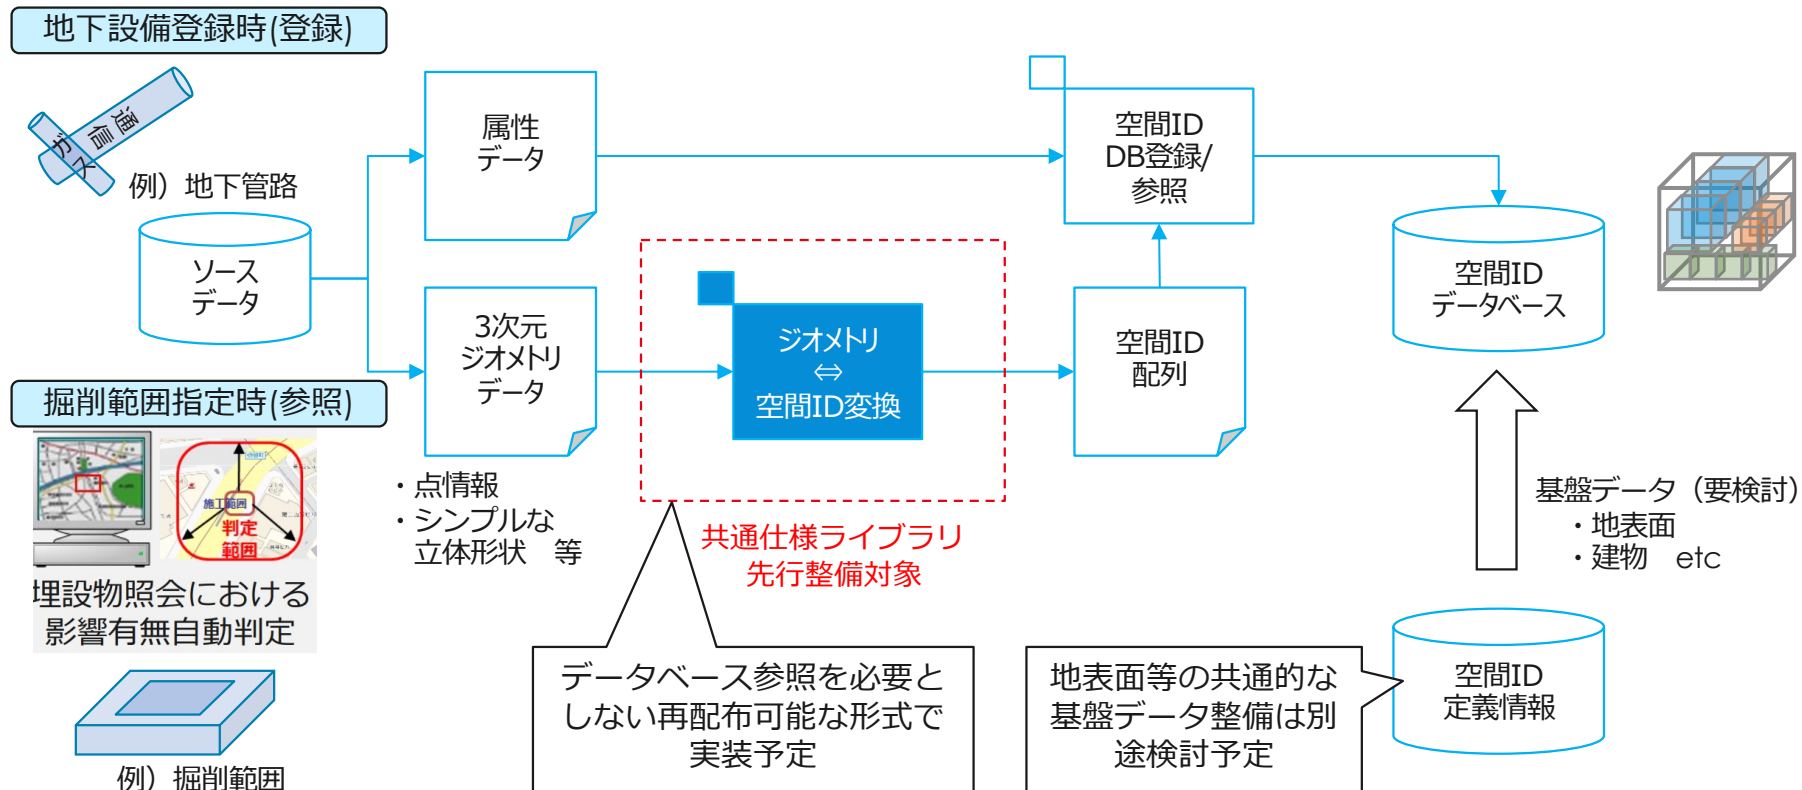 地下設備登録時(登録)
通信
ガス
例）地下管路
ソース
データ
属性
データ
3次元
ジオメトリ
データ
・点情報
・シンプルな
立体形状　等
ジオメトリ
⇔
空間ID変換
共通仕様ライブラリ
先行整備対象
空間ID
配列
空間ID
DB登録/
参照
空間ID
データベース
基盤データ（要検討）
・地表面
・建物　etc
空間ID
定義情報
掘削範囲指定時(参照)
施工範囲
判定
範囲
埋設物照会における
影響有無自動判定
例）掘削範囲
データベース参照を必要と
しない再配布可能な形式で
実装予定
地表面等の共通的な
基盤データ整備は別
途検討予定